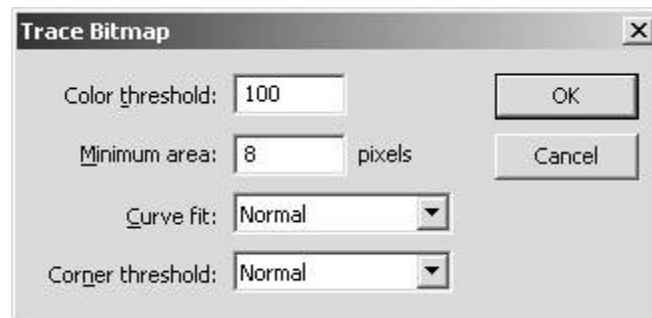 Trace Bitmap
Color threshold: 100
OK
Minimum area: 8 pixels
Cancel
Curve fit: Normal
Corner threshold: Normal